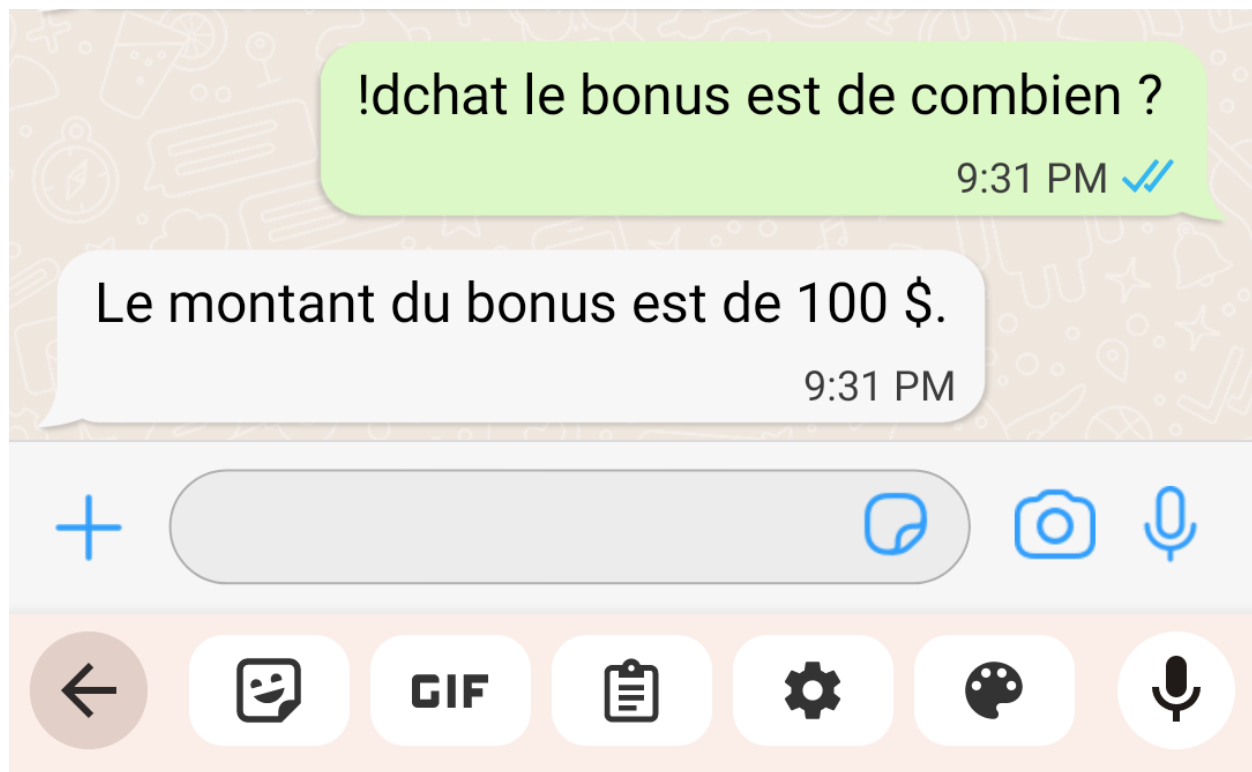 !dchat le bonus est de combien ?
9:31 PM
Le montant du bonus est de 100 $.
9:31 PM
GIF